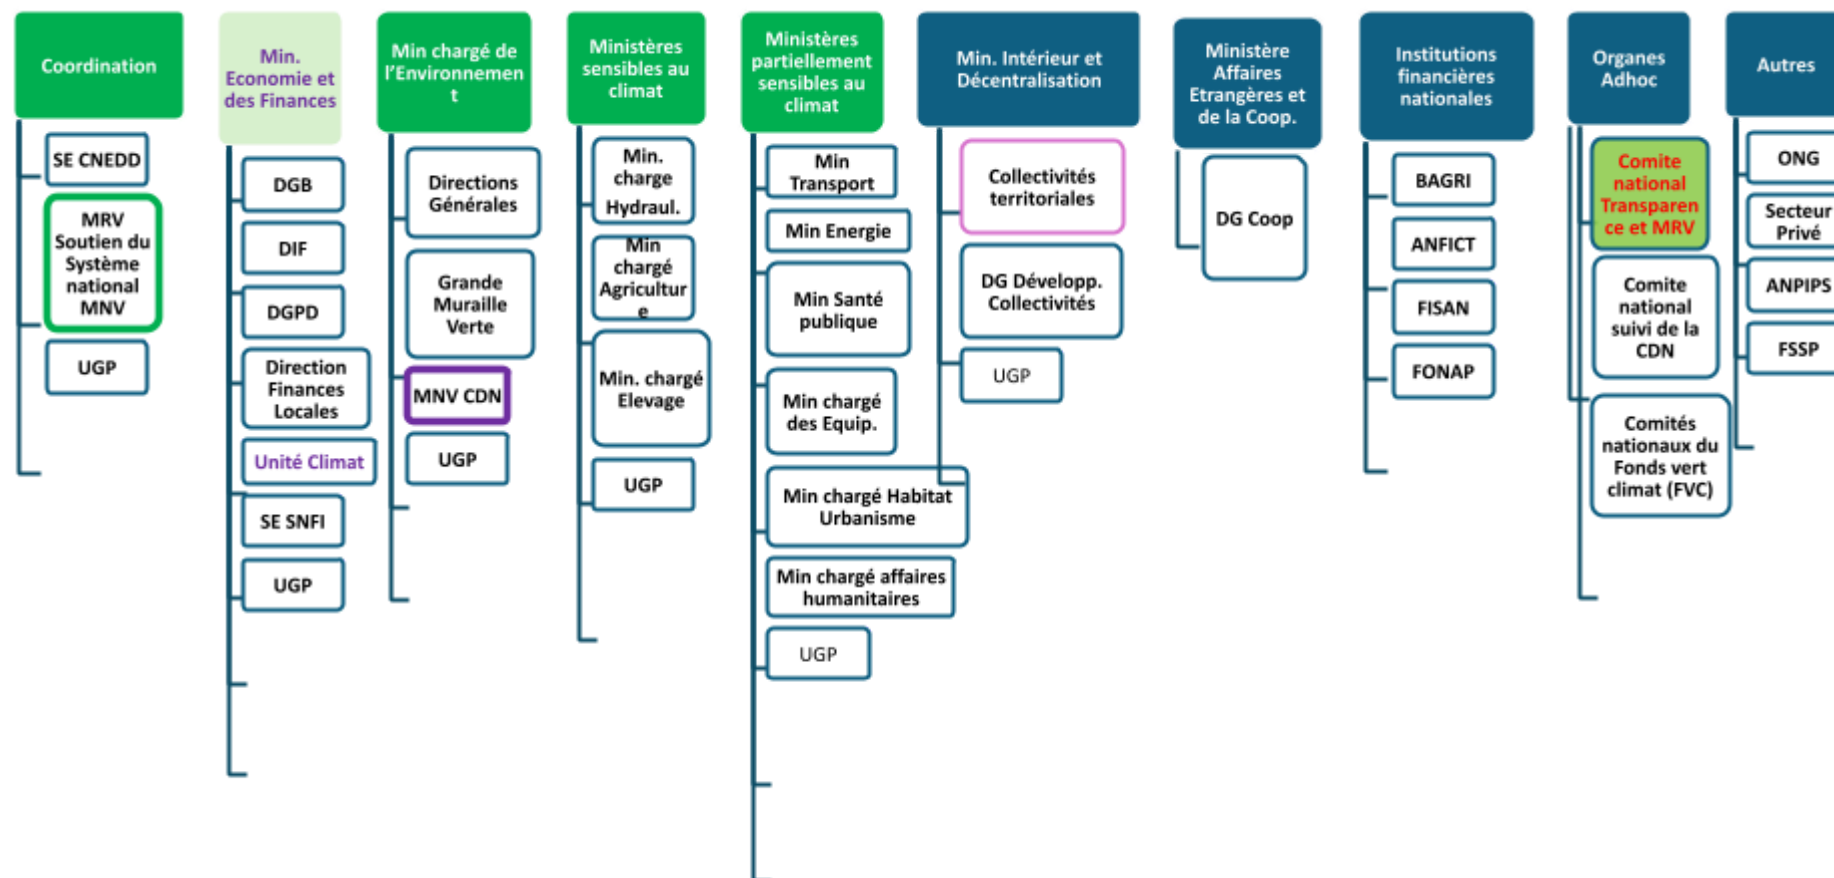 Coordination
SE CNEDD
MRV
Soutien du
Système
national
MNV
UGP
Min.
Economie et
des Finances
DGB
DIF
DGPD
Direction
Finances
Locales
Unité Climat
SE SNFI
UGP
Min chargé de
l'Environnemen
t
Directions
Générales
Grande
Muraille
Verte
MNV CDN
UGP
Ministères
sensibles au
climat
Min.
charge
Hydraul.
Min
chargé
Agricultur
e
Min. chargé
Elevage
UGP
Ministères
partiellement
sensibles au
climat
Min
Transport
Min Energie
Min Santé
publique
Min chargé
des Equip.
Min chargé Habitat
Urbanisme
Min chargé affaires
humanitaires
UGP
Min. Intérieur et
Décentralisation
Collectivités
territoriales
DG Développ.
Collectivités
UGP
Ministère
Affaires
Etrangères et
de la Coop.
DG Coop
Institutions
financières
nationales
BAGRI
ANFICT
FISAN
FONAP
Organes
Adhoc
Comite
national
Transparen
ce et MRV
Comite
national
suivi de la
CDN
Comités
nationaux du
Fonds vert
climat (FVC)
Autres
ONG
Secteur
Privé
ANPIPS
FSSP